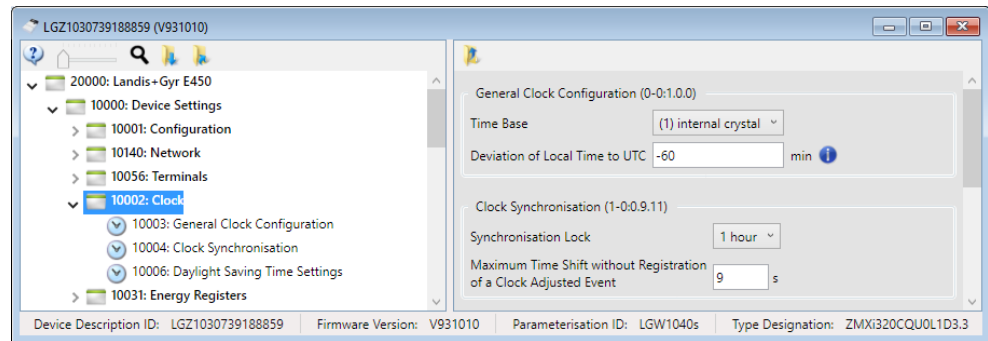 LGZ1030739188859 (V931010)
20000: Landis+Gyr E450
10000: Device Settings
10001: Configuration
10140: Network
10056: Terminals
10002: Clock
10003: General Clock Configuration
10004: Clock Synchronisation
10006: Daylight Saving Time Settings
10031: Energy Registers
General Clock Configuration (0-0:1.0.0)
Time Base (1) internal crystal
Deviation of Local Time to UTC -60 min
Clock Synchronisation (1-0:0.9.11)
Synchronisation Lock 1 hour
Maximum Time Shift without Registration
of a Clock Adjusted Event 9 s
Device Description ID: LGZ1030739188859 Firmware Version: V931010 Parameterisation ID: LGW1040s Type Designation: ZMXi320CQU0L1D3.3